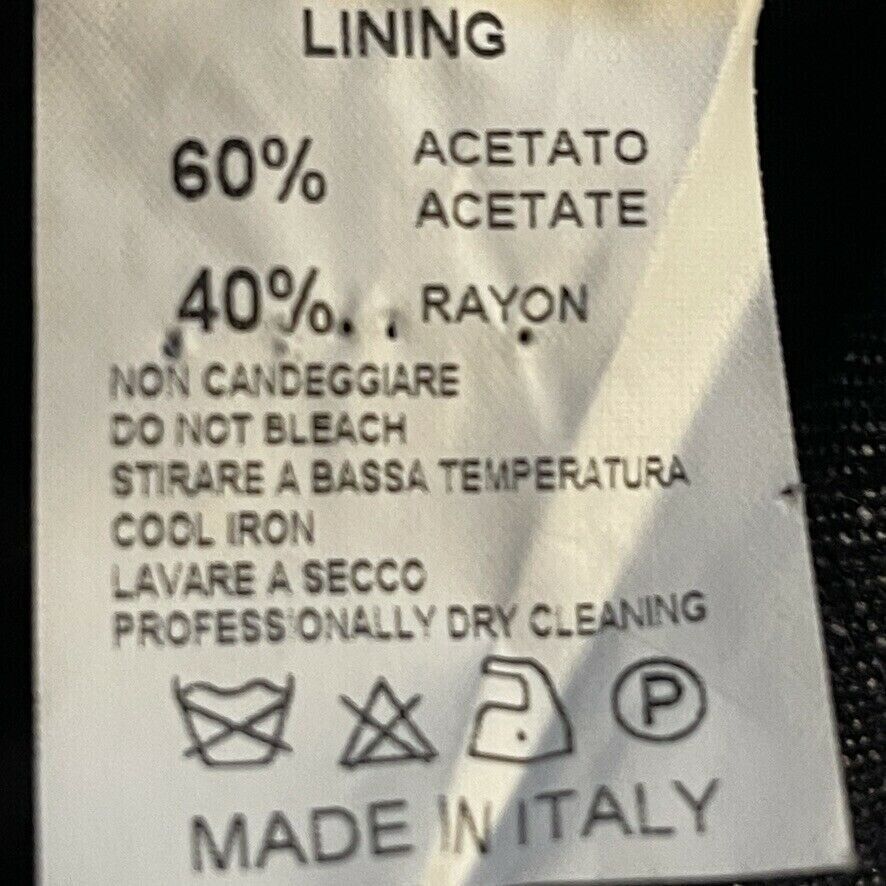 LINING
60% ACETATO
ACETATE
40% RAYON
NON CANDEGGIARE
DO NOT BLEACH
STIRARE A BASSA TEMPERATURA
COOL IRON
LAVARE A SECCO
PROFESSIONALLY DRY CLEANING
P
MADE IN ITALY